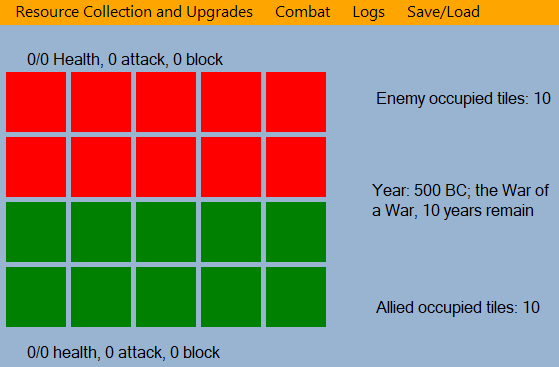 Resource Collection and Upgrades Combat Logs Save/Load
0/0 Health, 0 attack, 0 block
Enemy occupied tiles: 10
Year: 500 BC; the War of
a War, 10 years remain
Allied occupied tiles: 10
0/0 health, 0 attack, 0 block